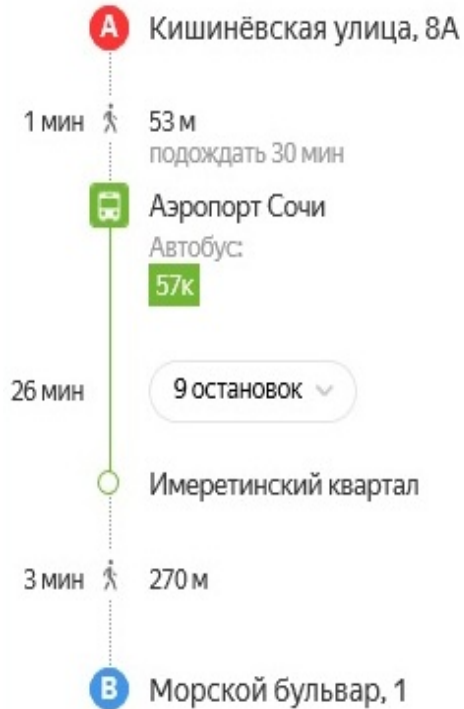 A Кишинёвская улица, 8А
1 мин 53 м
подождать 30 мин
Аэропорт Сочи
Автобус:
57к
26 мин 9 остановок
Имеретинский квартал
3 мин 270 м
B Морской бульвар, 1